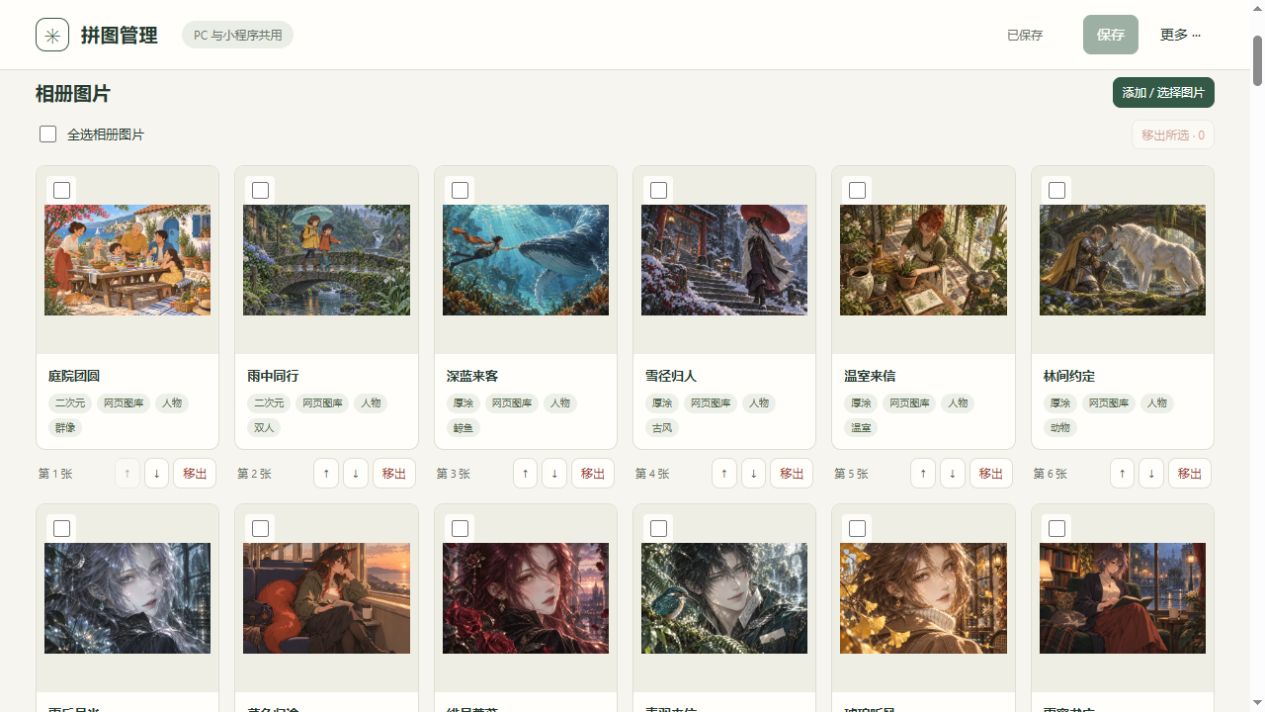 拼图管理 PC 与小程序共用 已保存 保存 更多 ···
相册图片 添加 / 选择图片
全选相册图片 移出所选 · 0
庭院团圆 雨中同行 深蓝来客 雪径归人 温室来信 林间约定
二次元 网页图库 人物 二次元 网页图库 人物 厚涂 网页图库 人物 厚涂 网页图库 人物 厚涂 网页图库 人物 厚涂 网页图库 人物
群像 双人 鲸鱼 古风 温室 动物
第 1 张 ↑ ↓ 移出 第 2 张 ↑ ↓ 移出 第 3 张 ↑ ↓ 移出 第 4 张 ↑ ↓ 移出 第 5 张 ↑ ↓ 移出 第 6 张 ↑ ↓ 移出